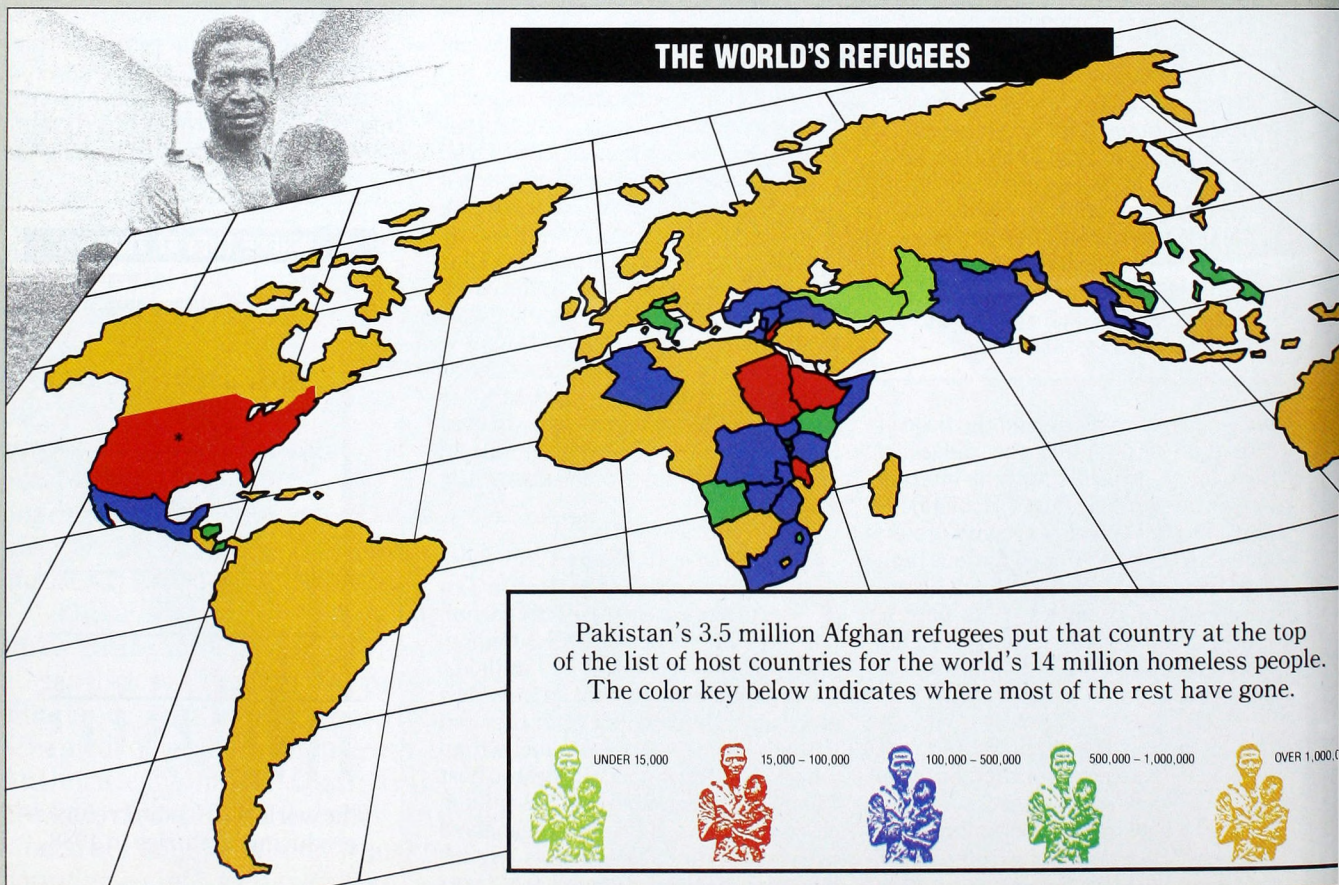 THE WORLD'S REFUGEES
*
Pakistan's 3.5 million Afghan refugees put that country at the top
of the list of host countries for the world's 14 million homeless people.
The color key below indicates where most of the rest have gone.
UNDER 15,000
15,000 – 100,000
100,000 – 500,000
500,000 – 1,000,000
OVER